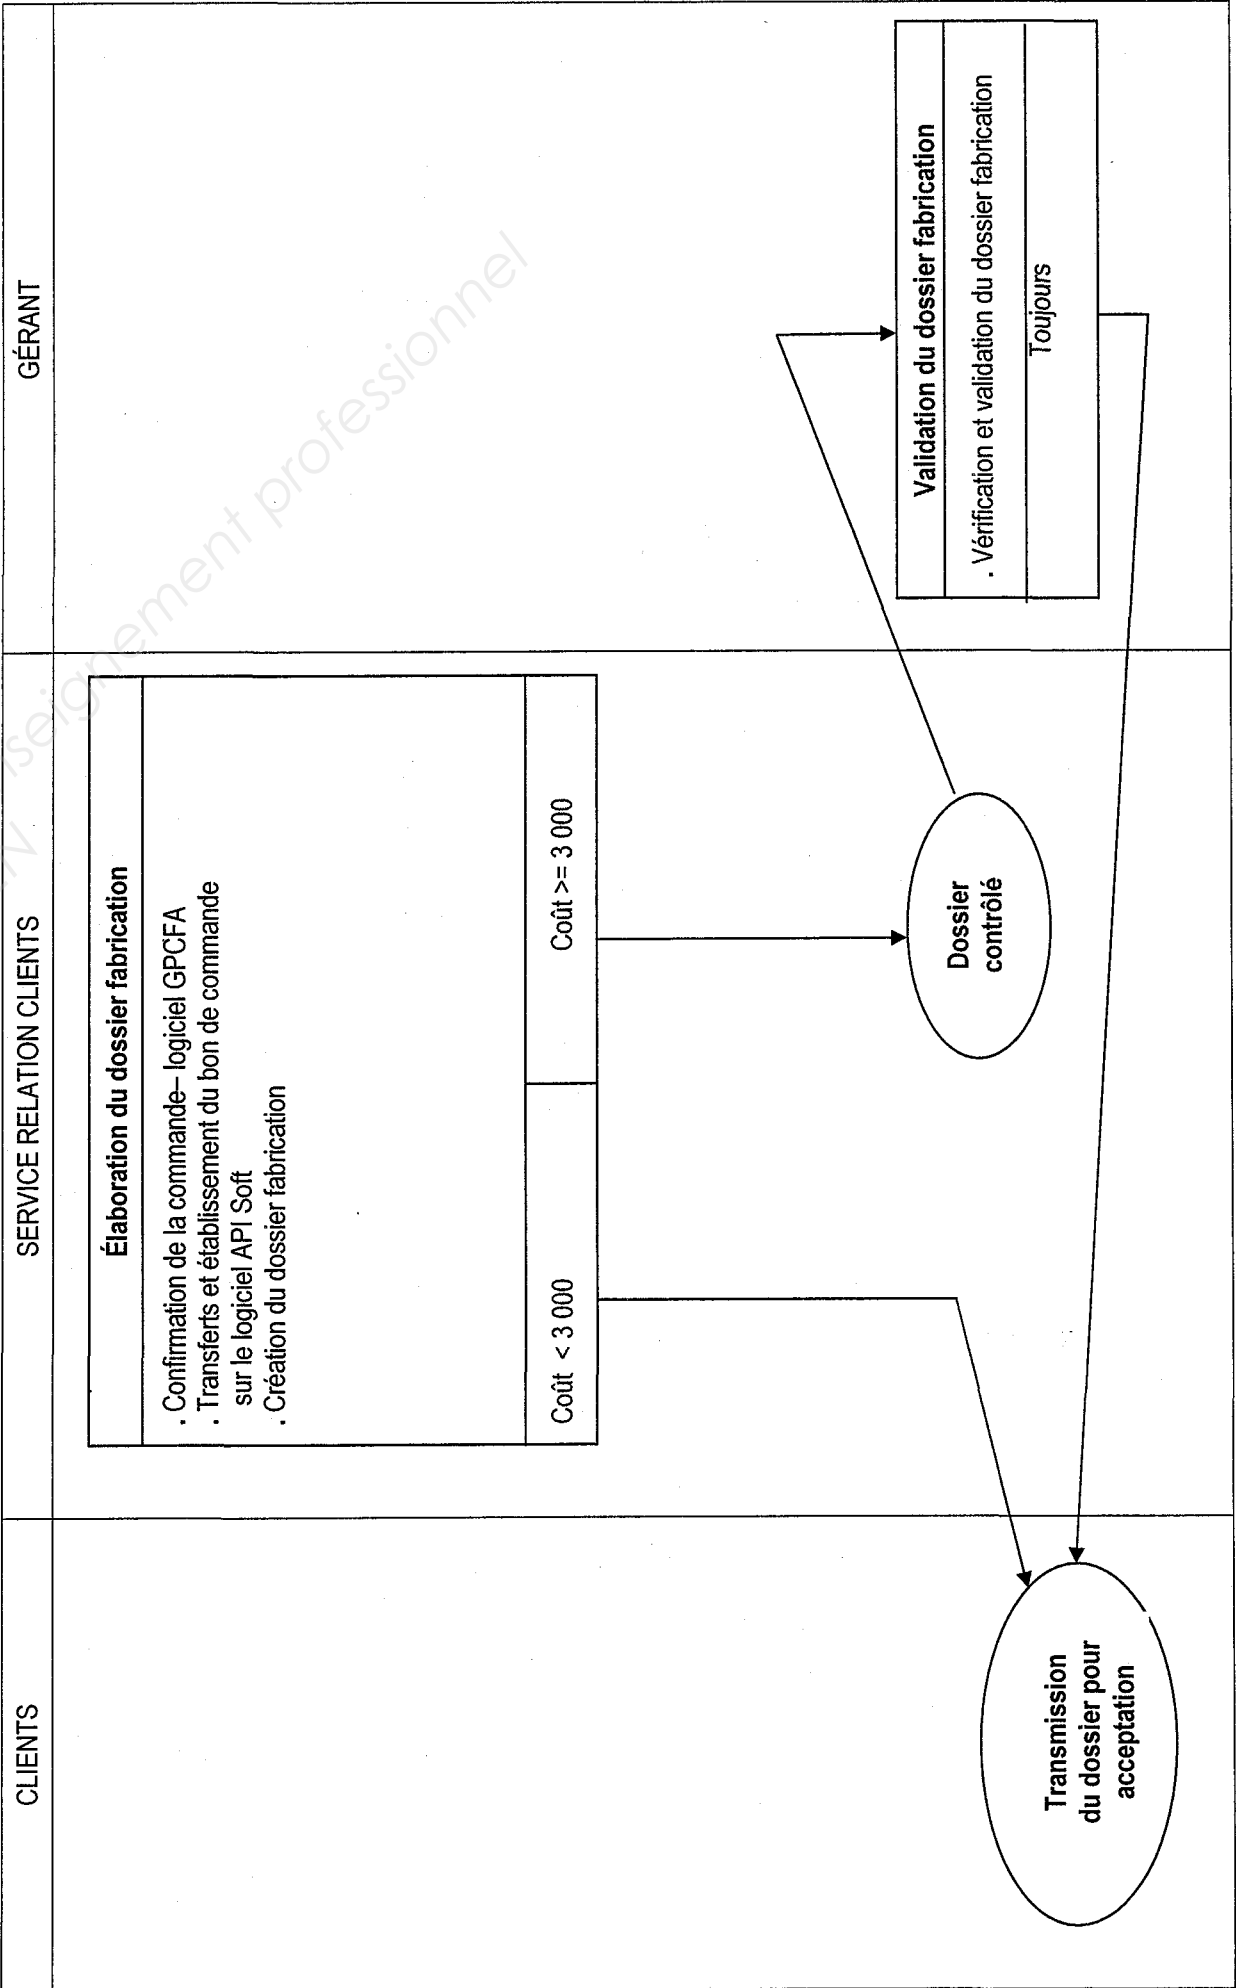 CLIENTS
SERVICE RELATION CLIENTS
GÉRANT
Élaboration du dossier fabrication
. Confirmation de la commande– logiciel GPCFA
. Transferts et établissement du bon de commande
sur le logiciel API Soft
. Création du dossier fabrication
Coût < 3 000
Coût >= 3 000
Dossier
contrôlé
Validation du dossier fabrication
. Vérification et validation du dossier fabrication
Toujours
Transmission
du dossier pour
acceptation
seignement professionnel